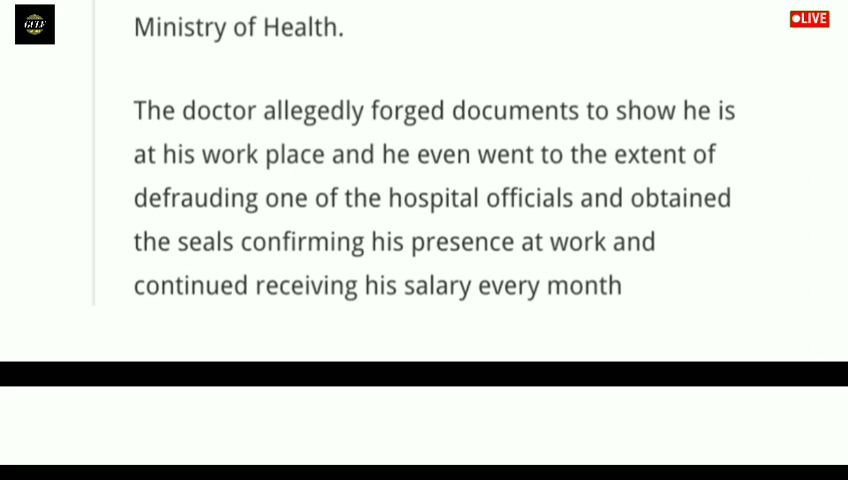 GULF
LIVE
Ministry of Health.
The doctor allegedly forged documents to show he is
at his work place and he even went to the extent of
defrauding one of the hospital officials and obtained
the seals confirming his presence at work and
continued receiving his salary every month